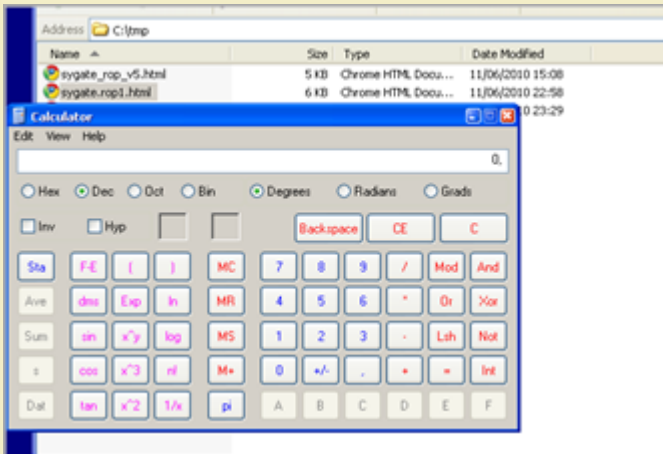 Address C:\tmp
Name Size Type Date Modified
sygate_rop_v5.html 5 KB Chrome HTML Docu... 11/06/2010 15:08
sygate.rop1.html 6 KB Chrome HTML Docu... 11/06/2010 22:58
0 23:29
Calculator
Edit View Help
0,
Hex Dec Oct Bin Degrees Radians Grads
Inv Hyp Backspace CE C
Sta F-E ( ) MC 7 8 9 / Mod And
Ave dms Exp ln MR 4 5 6 * Or Xor
Sum sin x^y log MS 1 2 3 - Lsh Not
s cos x^3 n! M+ 0 +/- , + = Int
Dat tan x^2 1/x pi A B C D E F